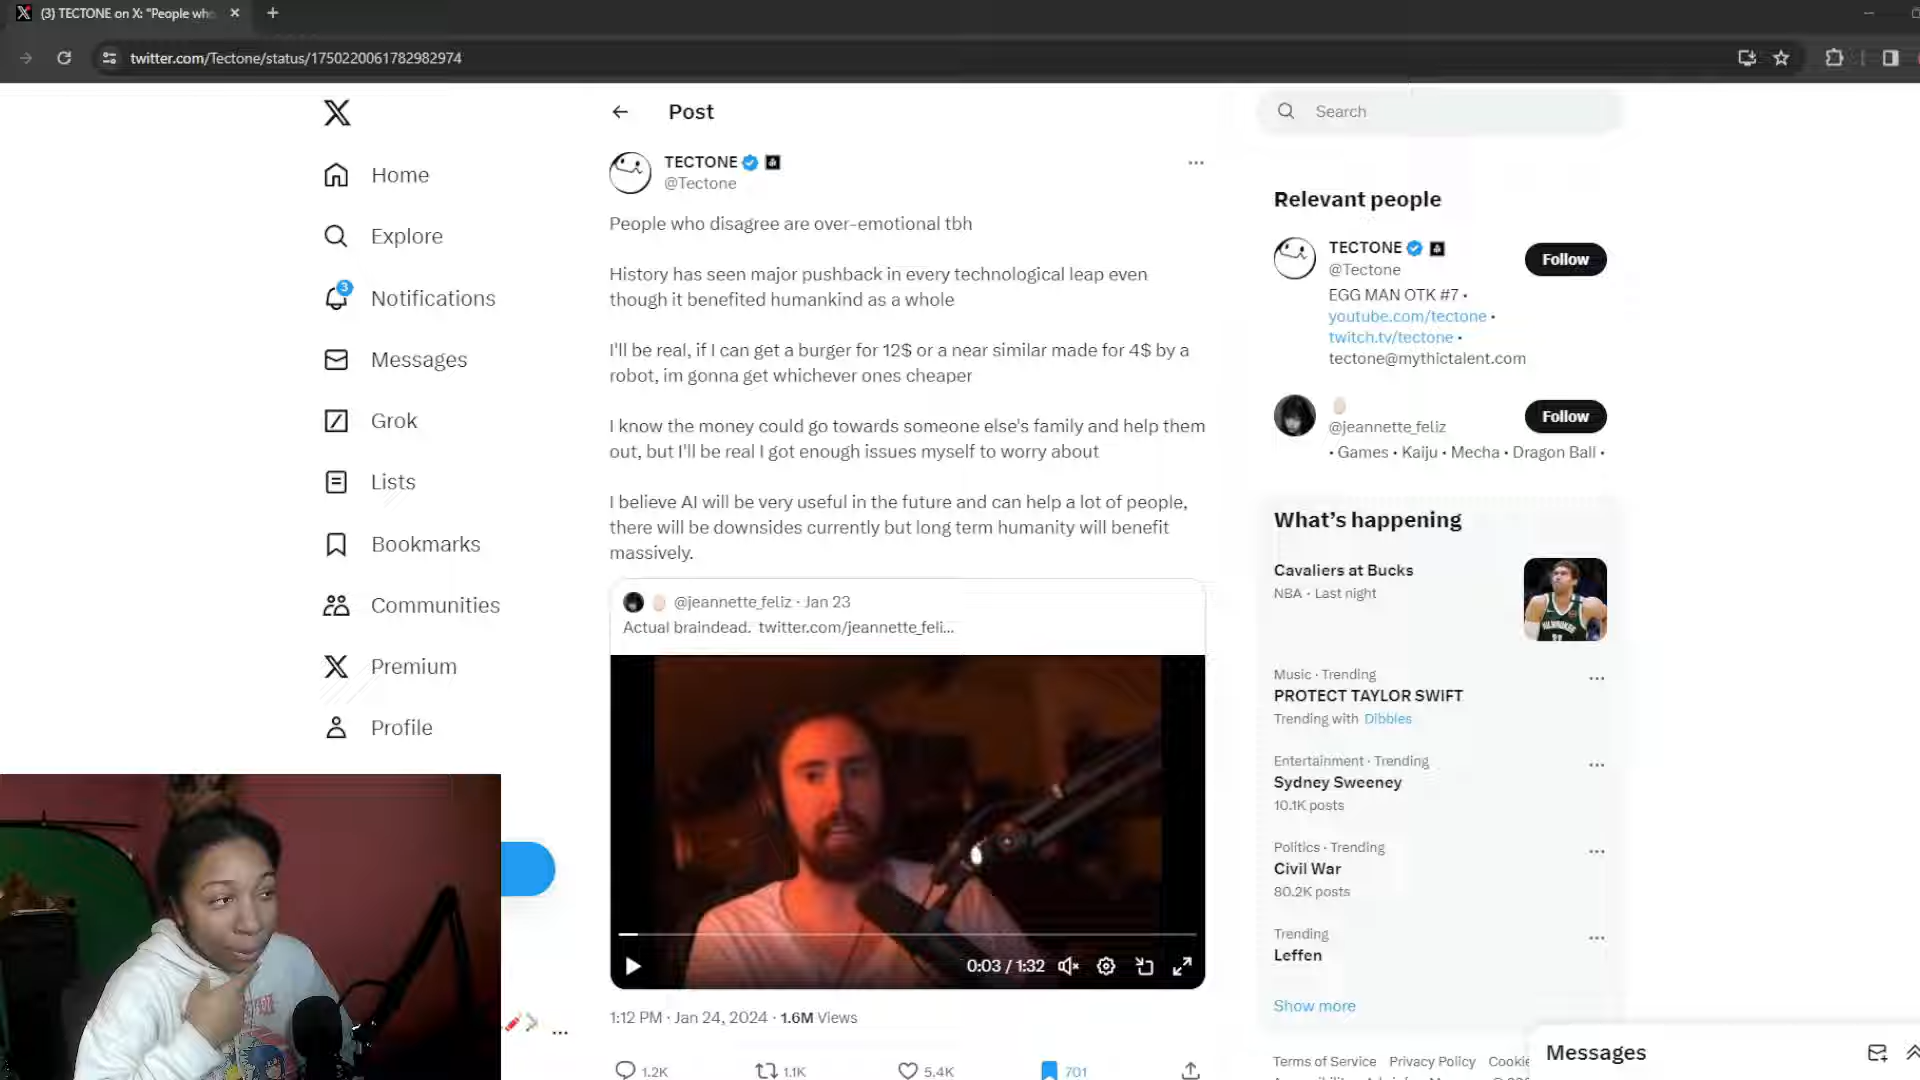 (3) TECTONE on X: "People who
twitter.com/Tectone/status/1750220061782982974
Home
Explore
3
Notifications
Messages
Grok
Lists
Bookmarks
Communities
Premium
Profile
Post
TECTONE
@Tectone
People who disagree are over-emotional tbh
History has seen major pushback in every technological leap even
though it benefited humankind as a whole
I'll be real, if I can get a burger for 12$ or a near similar made for 4$ by a
robot, im gonna get whichever ones cheaper
I know the money could go towards someone else's family and help them
out, but I'll be real I got enough issues myself to worry about
I believe AI will be very useful in the future and can help a lot of people,
there will be downsides currently but long term humanity will benefit
massively.
@jeannette_feliz · Jan 23
Actual braindead. twitter.com/jeannette_feli...
0:03 / 1:32
1:12 PM · Jan 24, 2024 · 1.6M Views
1.2K
1.1K
5.4K
701
Search
Relevant people
TECTONE
@Tectone
Follow
EGG MAN OTK #7 •
youtube.com/tectone •
twitch.tv/tectone •
tectone@mythictalent.com
@jeannette_feliz
Follow
• Games • Kaiju • Mecha • Dragon Ball •
What's happening
Cavaliers at Bucks
NBA · Last night
Music · Trending
PROTECT TAYLOR SWIFT
Trending with Dibbles
Entertainment · Trending
Sydney Sweeney
10.1K posts
Politics · Trending
Civil War
80.2K posts
Trending
Leffen
Show more
Terms of Service Privacy Policy Cookie
Messages